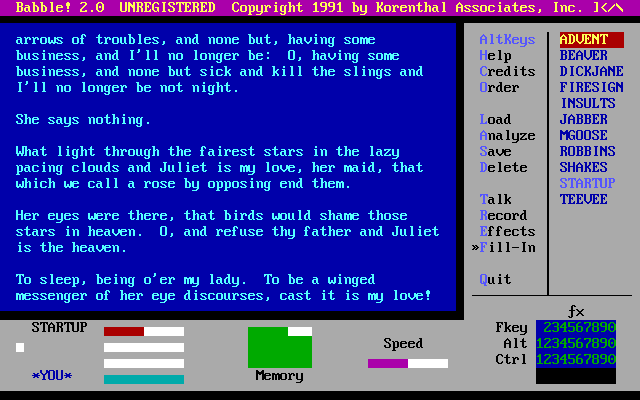 Babble! 2.0 UNREGISTERED Copyright 1991 by Korenthal Associates, Inc. ]</\
arrows of troubles, and none but, having some
business, and I'll no longer be: O, having some
business, and none but sick and kill the slings and
I'll no longer be not night.
She says nothing.
What light through the fairest stars in the lazy
pacing clouds and Juliet is my love, her maid, that
which we call a rose by opposing end them.
Her eyes were there, that birds would shame those
stars in heaven. O, and refuse thy father and Juliet
is the heaven.
To sleep, being o'er my lady. To be a winged
messenger of her eye discourses, cast it is my love!
AltKeys
Help
Credits
Order
Load
Analyze
Save
Delete
Talk
Record
Effects
»Fill-In
Quit
ADVENT
BEAVER
DICKJANE
FIRESIGN
INSULTS
JABBER
MGOOSE
ROBBINS
SHAKES
STARTUP
TEEVEE
STARTUP
*YOU*
Memory
Speed
ƒx
Fkey 234567890
Alt 1234567890
Ctrl 1234567890